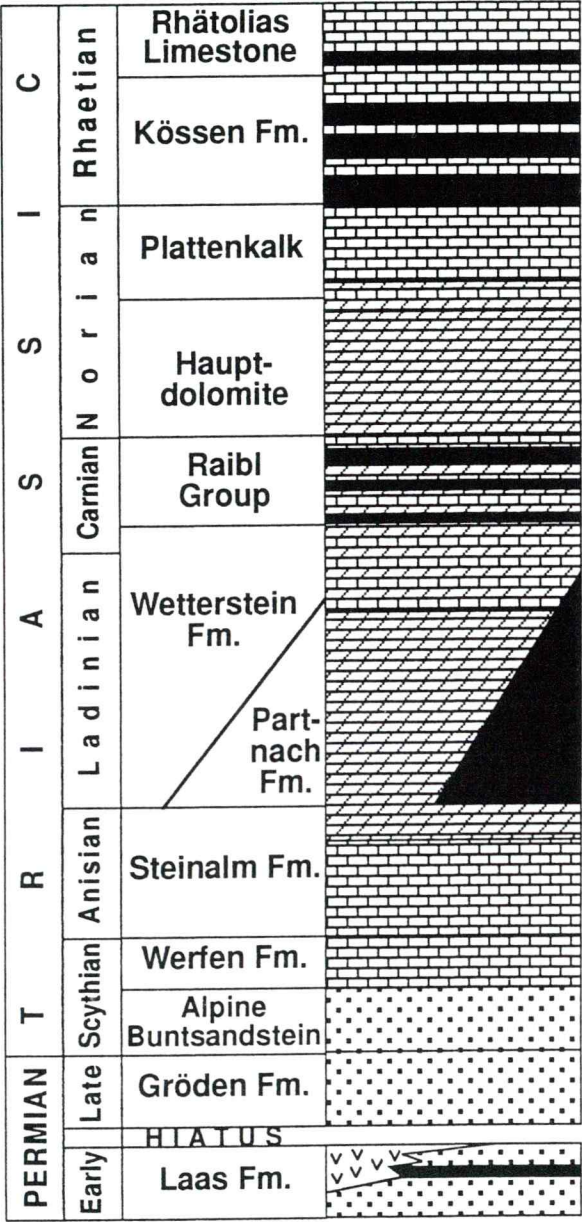 TRIASSIC
PERMIAN
Rhaetian
Norian
Carnian
Ladinian
Anisian
Scythian
Late
Early
Rhätolias
Limestone
Kössen Fm.
Plattenkalk
Haupt-
dolomite
Raibl
Group
Wetterstein
Fm.
Part-
nach
Fm.
Steinalm Fm.
Werfen Fm.
Alpine
Buntsandstein
Gröden Fm.
HIATUS
Laas Fm.